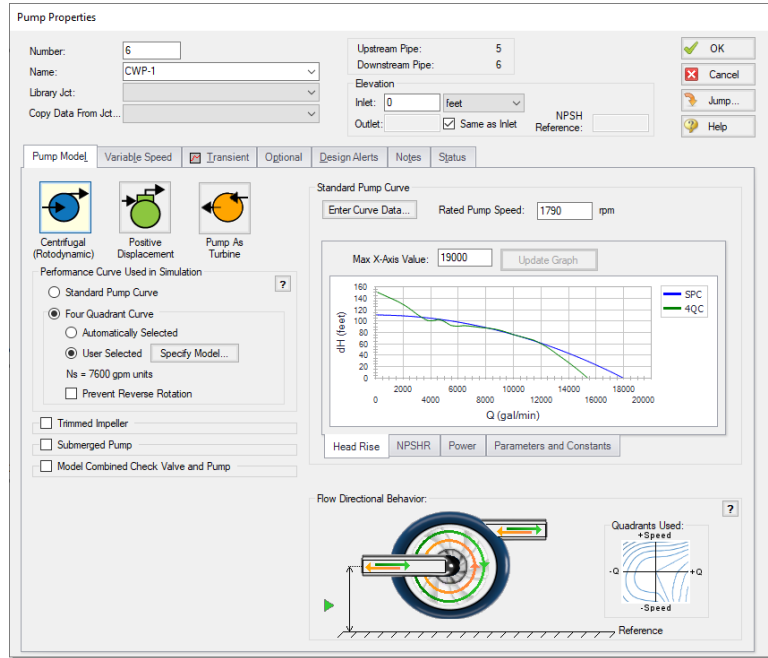 Pump Properties
Number: 6
Name: CWP-1
Library Jct:
Copy Data From Jct...
Upstream Pipe: 5
Downstream Pipe: 6
Elevation
Inlet: 0 feet
Outlet: Same as Inlet NPSH Reference:
OK
Cancel
Jump...
Help
Pump Model Variable Speed Transient Optional Design Alerts Notes Status
Centrifugal (Rotodynamic)
Positive Displacement
Pump As Turbine
Performance Curve Used in Simulation
?
Standard Pump Curve
Four Quadrant Curve
Automatically Selected
User Selected Specify Model...
Ns = 7600 gpm units
Prevent Reverse Rotation
Trimmed Impeller
Submerged Pump
Model Combined Check Valve and Pump
Standard Pump Curve
Enter Curve Data... Rated Pump Speed: 1790 rpm
Max X-Axis Value: 19000 Update Graph
160
140
120
100
80
60
40
20
0
dH (feet)
2000 6000 10000 14000 18000
0 4000 8000 12000 16000 20000
Q (gal/min)
SPC
4QC
Head Rise NPSHR Power Parameters and Constants
Flow Directional Behavior:
?
Quadrants Used:
+Speed
-Q +Q
-Speed
Reference